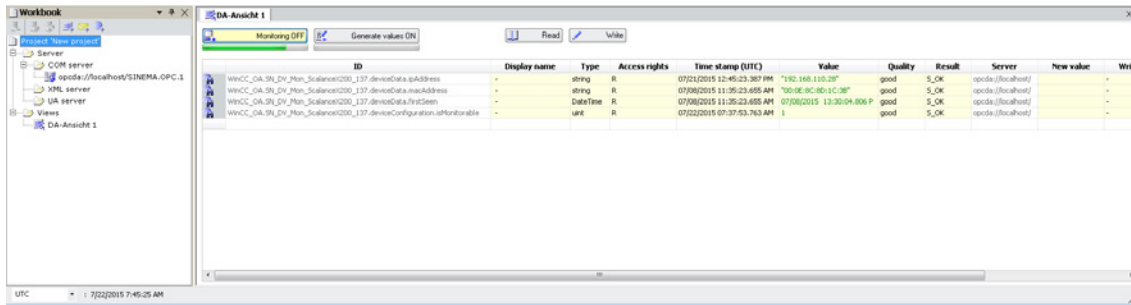 Workbook
Project "New project"
Server
COM server
opcda://localhost/SINEMA.OPC.1
XML server
UA server
Views
DA-Ansicht 1
DA-Ansicht 1
Monitoring OFF Generate values ON Read Write
ID Display name Type Access rights Time stamp (UTC) Value Quality Result Server New value Wri
WinCC_OA.SN_DV_Mon_ScalanceX200_137.deviceData.ipAddress - string R 07/21/2015 12:45:23.387 PM "192.168.110.28" good S_OK opcda://localhost/ -
WinCC_OA.SN_DV_Mon_ScalanceX200_137.deviceData.macAddress - string R 07/08/2015 11:35:23.655 AM "00:0E:8C:8D:1C:3B" good S_OK opcda://localhost/ -
WinCC_OA.SN_DV_Mon_ScalanceX200_137.deviceData.firstSeen - DateTime R 07/08/2015 11:35:23.655 AM 07/08/2015 13:30:04.806 P good S_OK opcda://localhost/ -
WinCC_OA.SN_DV_Mon_ScalanceX200_137.deviceConfiguration.isMonitorable - uint R 07/22/2015 07:37:53.763 AM 1 good S_OK opcda://localhost/ -
UTC : 7/22/2015 7:45:25 AM